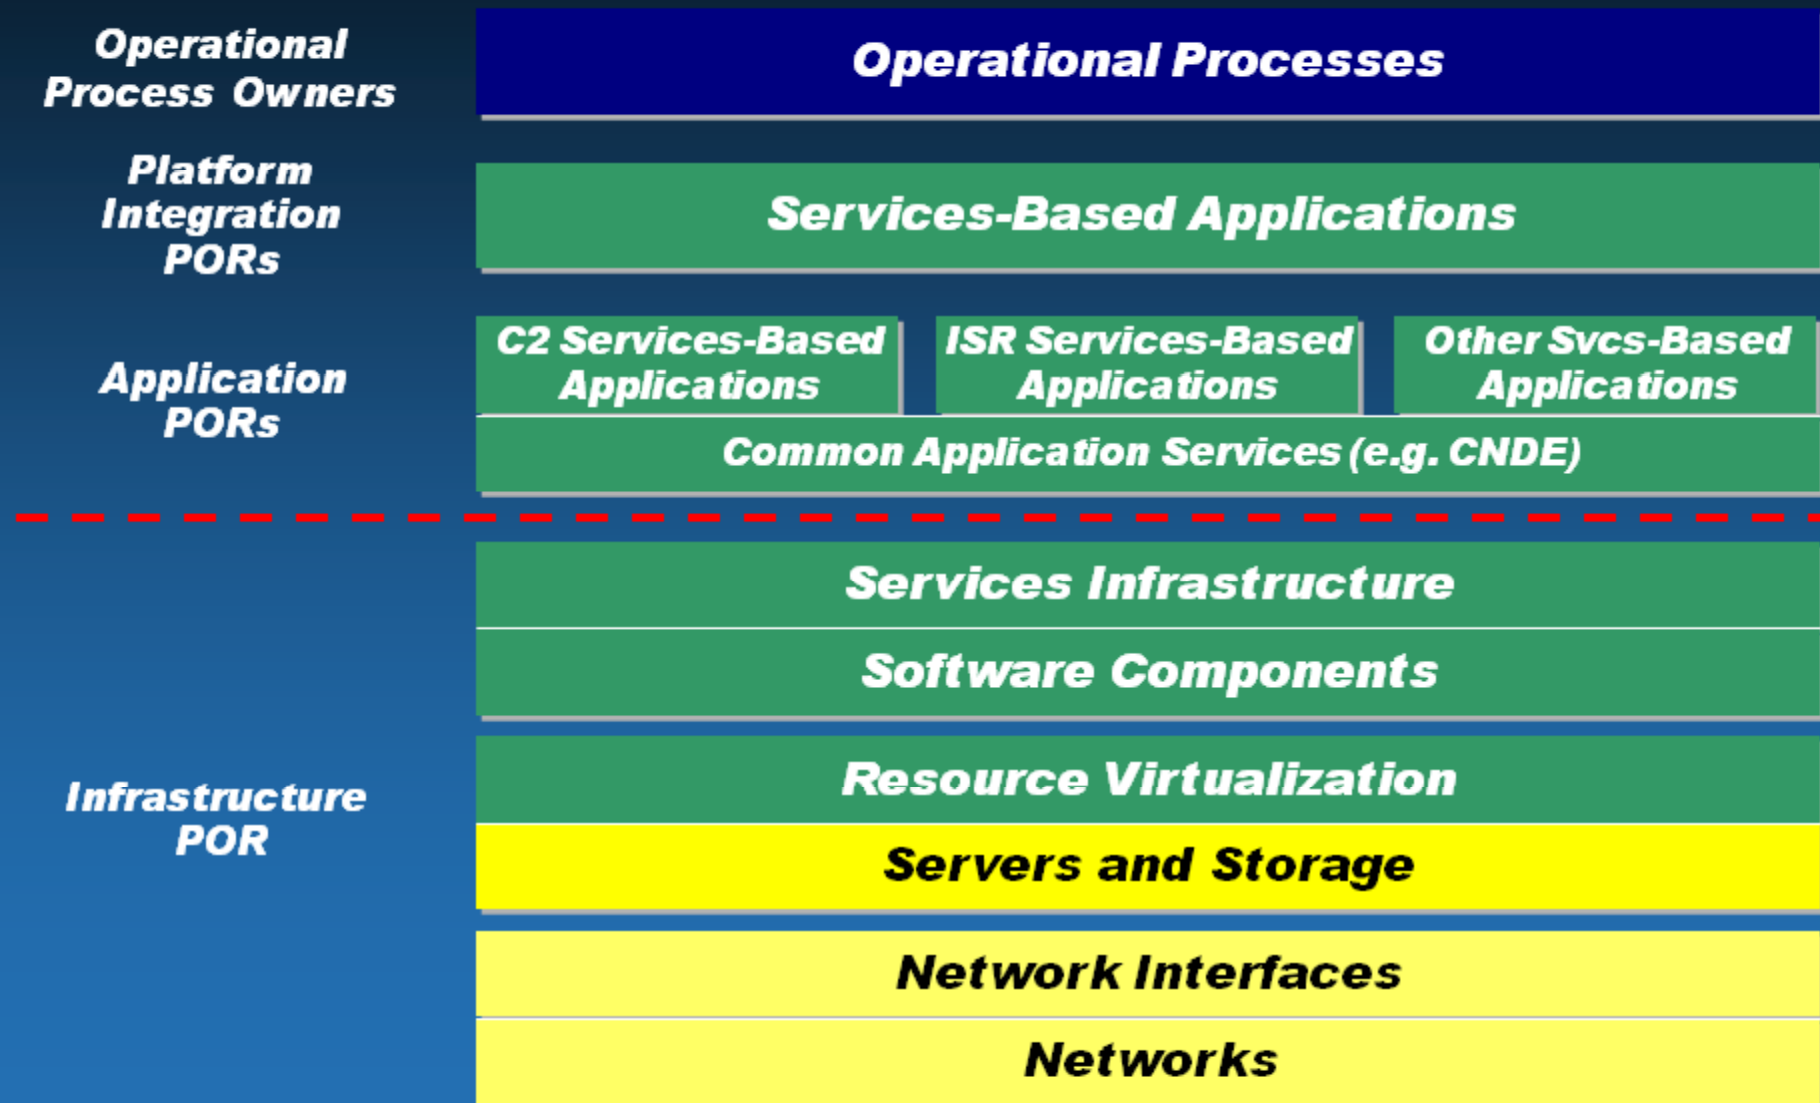 Operational
Process Owners
Operational Processes
Platform
Integration
PORs
Services-Based Applications
Application
PORs
C2 Services-Based
Applications
ISR Services-Based
Applications
Other Svcs-Based
Applications
Common Application Services (e.g. CNDE)
Infrastructure
POR
Services Infrastructure
Software Components
Resource Virtualization
Servers and Storage
Network Interfaces
Networks